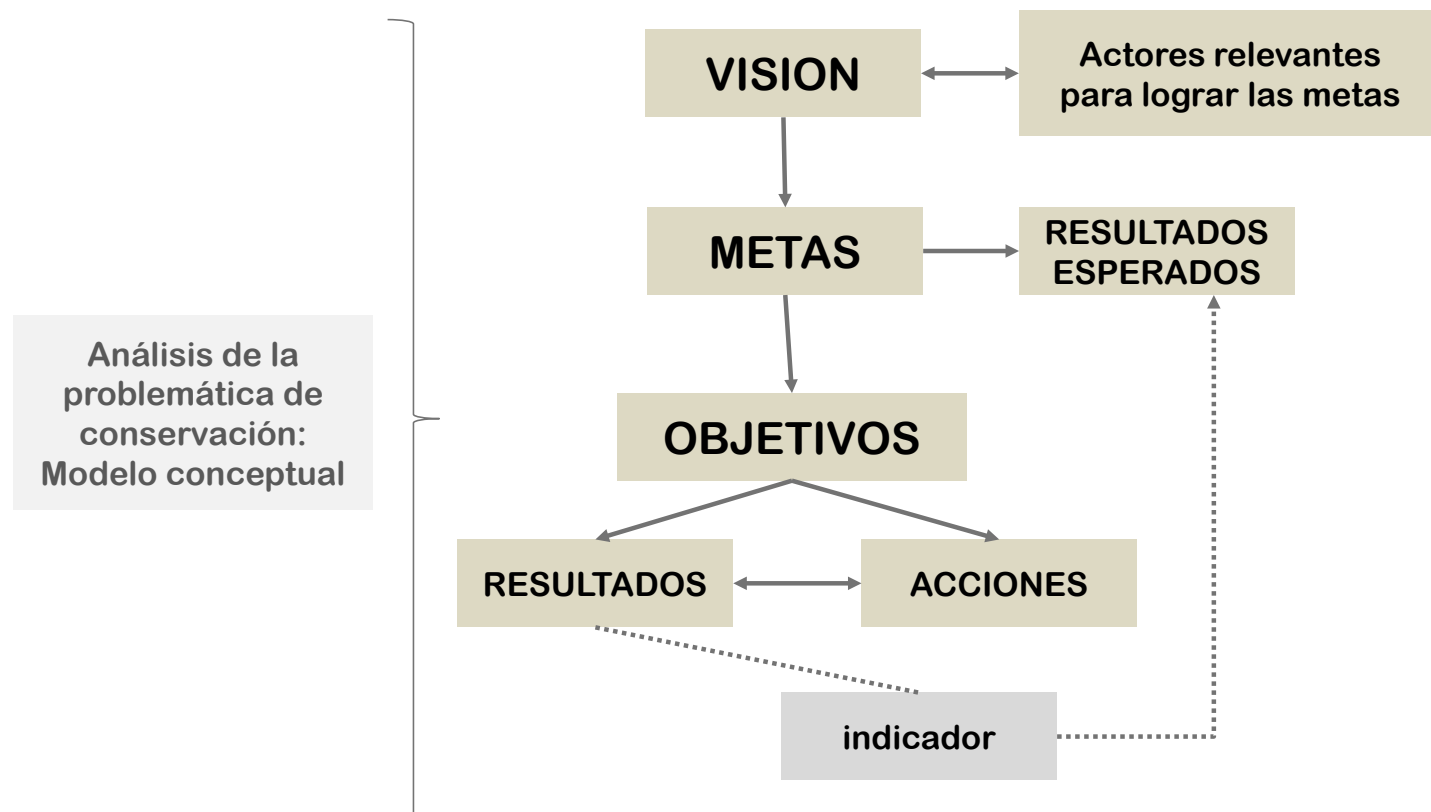 VISION
Actores relevantes
para lograr las metas
METAS
RESULTADOS
ESPERADOS
Análisis de la
problemática de
conservación:
Modelo conceptual
OBJETIVOS
RESULTADOS
ACCIONES
indicador